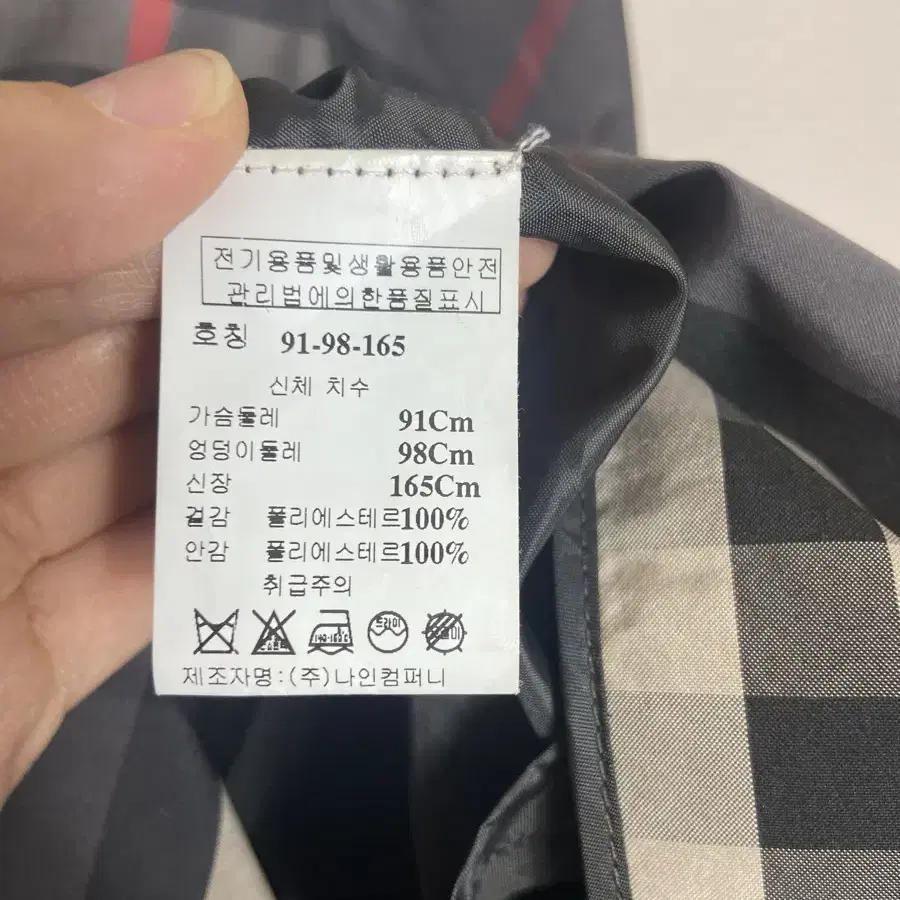 전기용품및생활용품안전
관리법에의한품질표시
호칭 91-98-165
신체 치수
가슴둘레 91Cm
엉덩이둘레 98Cm
신장 165Cm
겉감 폴리에스테르100%
안감 폴리에스테르100%
취급주의
드라이
제조자명:(주)나인컴퍼니